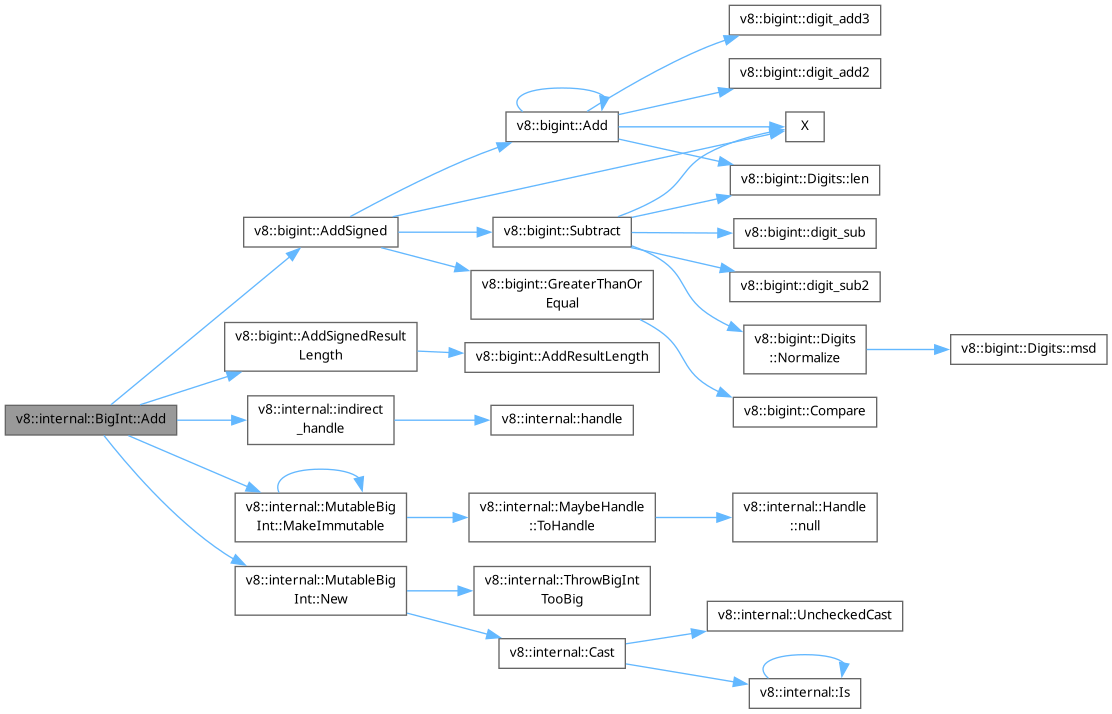 v8::bigint::digit_add3
v8::bigint::digit_add2
v8::bigint::Add
X
v8::bigint::Digits::len
v8::bigint::AddSigned
v8::bigint::Subtract
v8::bigint::digit_sub
v8::bigint::GreaterThanOr
Equal
v8::bigint::digit_sub2
v8::bigint::AddSignedResult
Length
v8::bigint::AddResultLength
v8::bigint::Digits
::Normalize
v8::bigint::Digits::msd
v8::internal::BigInt::Add
v8::internal::indirect
_handle
v8::internal::handle
v8::bigint::Compare
v8::internal::MutableBig
Int::MakeImmutable
v8::internal::MaybeHandle
::ToHandle
v8::internal::Handle
::null
v8::internal::MutableBig
Int::New
v8::internal::ThrowBigInt
TooBig
v8::internal::UncheckedCast
v8::internal::Cast
v8::internal::Is